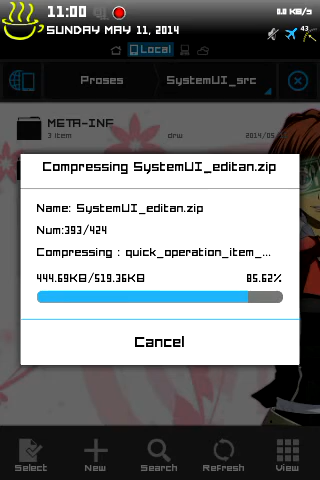 11:00
0.0 KB/s
SUNDAY MAY 11, 2014
43
Local
Proses
SystemUI_src
META-INF
3 item
drw
Compressing SystemUI_editan.zip
Name: SystemUI_editan.zip
Num:393/424
Compressing : quick_operation_item_...
444.69KB/519.36KB
85.62%
Cancel
Select
New
Search
Refresh
View